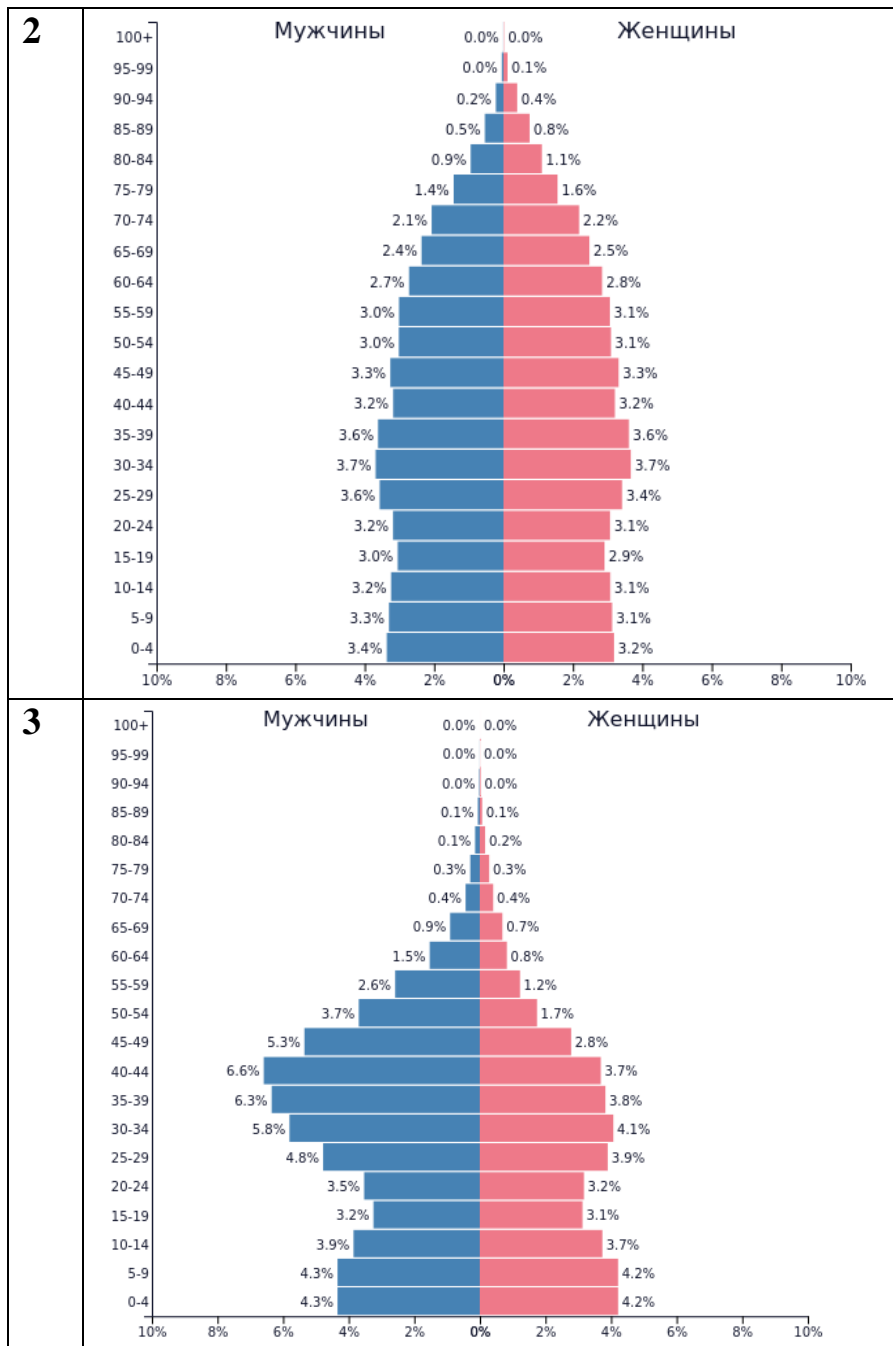 2
Мужчины Женщины
100+ 0.0% 0.0%
95-99 0.0% 0.1%
90-94 0.2% 0.4%
85-89 0.5% 0.8%
80-84 0.9% 1.1%
75-79 1.4% 1.6%
70-74 2.1% 2.2%
65-69 2.4% 2.5%
60-64 2.7% 2.8%
55-59 3.0% 3.1%
50-54 3.0% 3.1%
45-49 3.3% 3.3%
40-44 3.2% 3.2%
35-39 3.6% 3.6%
30-34 3.7% 3.7%
25-29 3.6% 3.4%
20-24 3.2% 3.1%
15-19 3.0% 2.9%
10-14 3.2% 3.1%
5-9 3.3% 3.1%
0-4 3.4% 3.2%
10% 8% 6% 4% 2% 0% 2% 4% 6% 8% 10%
3
Мужчины Женщины
100+ 0.0% 0.0%
95-99 0.0% 0.0%
90-94 0.0% 0.0%
85-89 0.1% 0.1%
80-84 0.1% 0.2%
75-79 0.3% 0.3%
70-74 0.4% 0.4%
65-69 0.9% 0.7%
60-64 1.5% 0.8%
55-59 2.6% 1.2%
50-54 3.7% 1.7%
45-49 5.3% 2.8%
40-44 6.6% 3.7%
35-39 6.3% 3.8%
30-34 5.8% 4.1%
25-29 4.8% 3.9%
20-24 3.5% 3.2%
15-19 3.2% 3.1%
10-14 3.9% 3.7%
5-9 4.3% 4.2%
0-4 4.3% 4.2%
10% 8% 6% 4% 2% 0% 2% 4% 6% 8% 10%